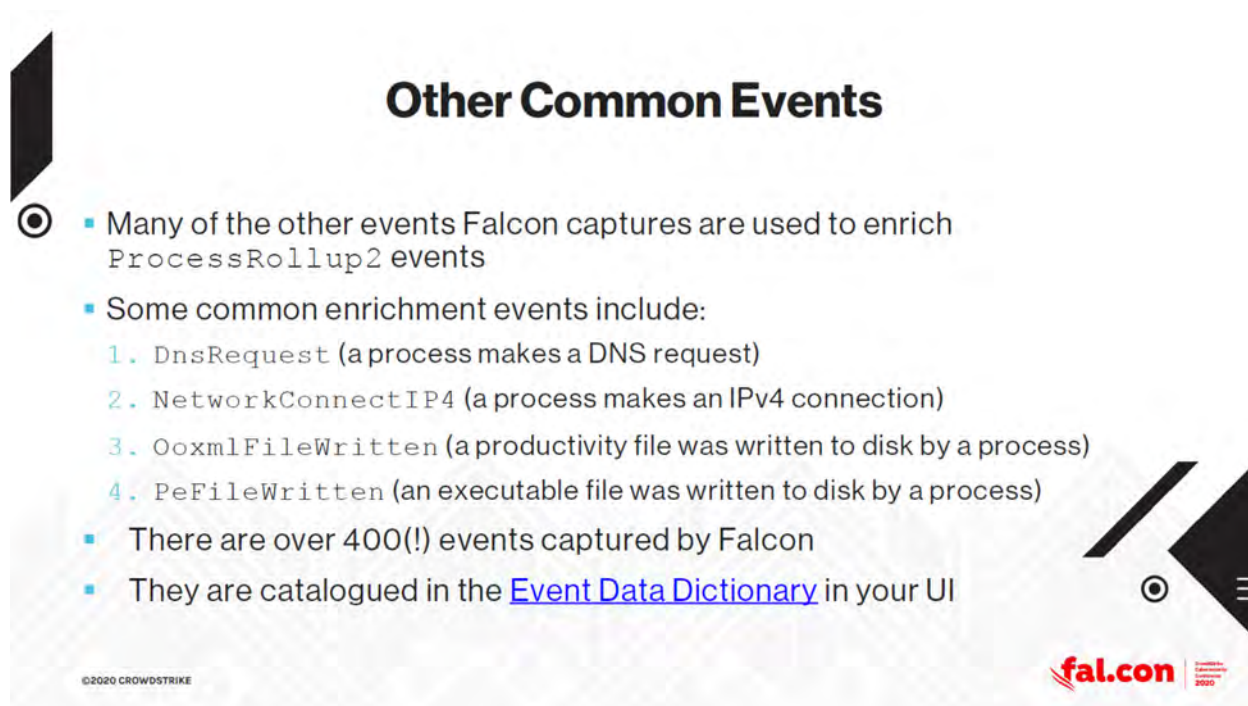 Other Common Events
▪ Many of the other events Falcon captures are used to enrich
ProcessRollup2 events
▪ Some common enrichment events include:
1. DnsRequest (a process makes a DNS request)
2. NetworkConnectIP4 (a process makes an IPv4 connection)
3. OoxmlFileWritten (a productivity file was written to disk by a process)
4. PeFileWritten (an executable file was written to disk by a process)
▪ There are over 400(!) events captured by Falcon
▪ They are catalogued in the Event Data Dictionary in your UI
©2020 CROWDSTRIKE
fal.con
CrowdStrike
Cybersecurity
Conference
2020